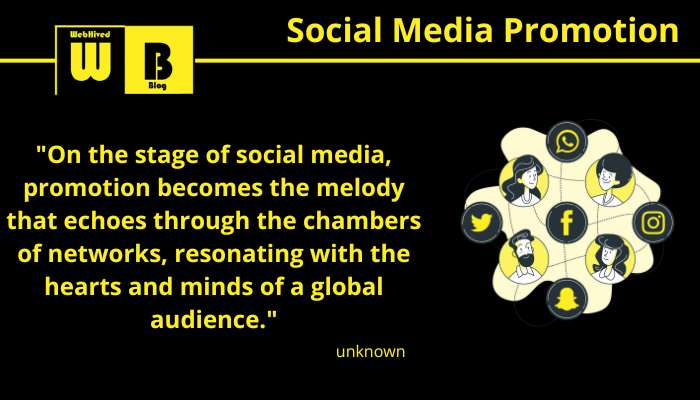 Social Media Promotion
WebHived
W
B
Blog
"On the stage of social media,
promotion becomes the melody
that echoes through the chambers
of networks, resonating with the
hearts and minds of a global
audience."
unknown